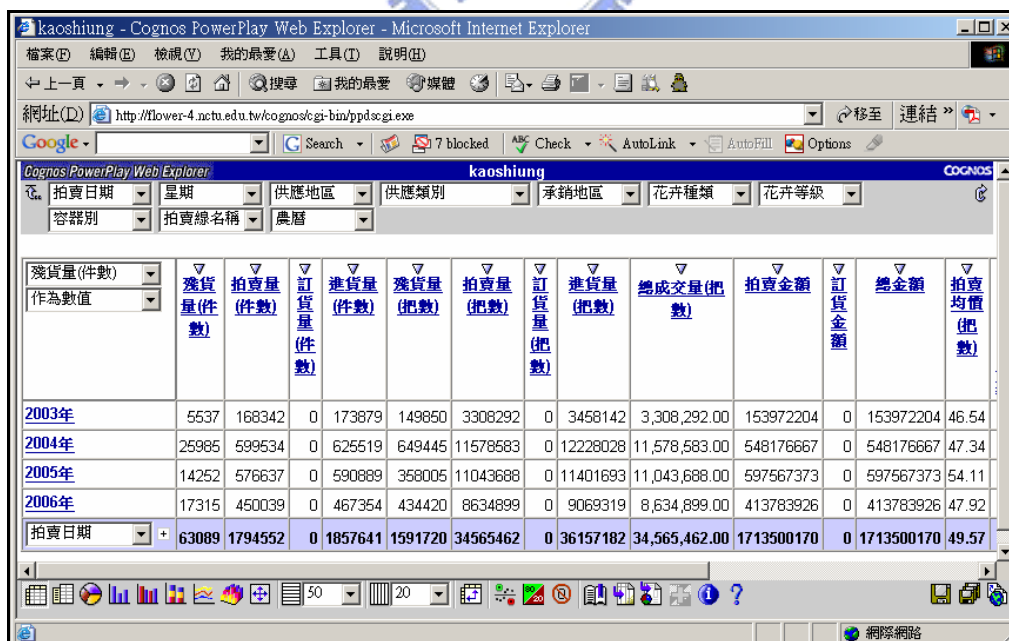 kaoshiung - Cognos PowerPlay Web Explorer - Microsoft Internet Explorer
檔案(F) 編輯(E) 檢視(V) 我的最愛(A) 工具(T) 說明(H)
上一頁 搜尋 我的最愛 媒體
網址(D) http://flower-4.nctu.edu.tw/cognos/cgi-bin/ppdscgi.exe 移至 連結 »
Google Search 7 blocked ABC Check AutoLink AutoFill Options
Cognos PowerPlay Web Explorer kaoshiung COGNOS
拍賣日期 星期 供應地區 供應類別 承銷地區 花卉種類 花卉等級
容器別 拍賣線名稱 農曆
殘貨量(件數) 作為數值 殘貨量(件數) 拍賣量(件數) 訂貨量(件數) 進貨量(件數) 殘貨量(把數) 拍賣量(把數) 訂貨量(把數) 進貨量(把數) 總成交量(把數) 拍賣金額 訂貨金額 總金額 拍賣均價(把數)
2003年 5537 168342 0 173879 149850 3308292 0 3458142 3,308,292.00 153972204 0 153972204 46.54
2004年 25985 599534 0 625519 649445 11578583 0 12228028 11,578,583.00 548176667 0 548176667 47.34
2005年 14252 576637 0 590889 358005 11043688 0 11401693 11,043,688.00 597567373 0 597567373 54.11
2006年 17315 450039 0 467354 434420 8634899 0 9069319 8,634,899.00 413783926 0 413783926 47.92
拍賣日期 + 63089 1794552 0 1857641 1591720 34565462 0 36157182 34,565,462.00 1713500170 0 1713500170 49.57
50 20
網際網路